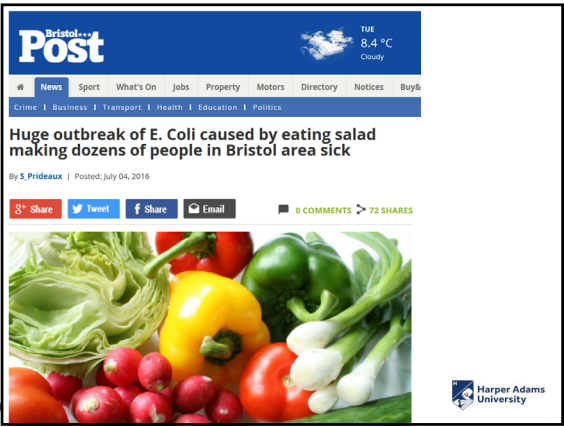 Bristol
Post
TUE
8.4 °C
Cloudy
News Sport What's On Jobs Property Motors Directory Notices Buy&
Crime | Business | Transport | Health | Education | Politics
Huge outbreak of E. Coli caused by eating salad
making dozens of people in Bristol area sick
By S_Prideaux | Posted: July 04, 2016
g+ Share Tweet f Share Email 0 COMMENTS 72 SHARES
H
Harper Adams
University